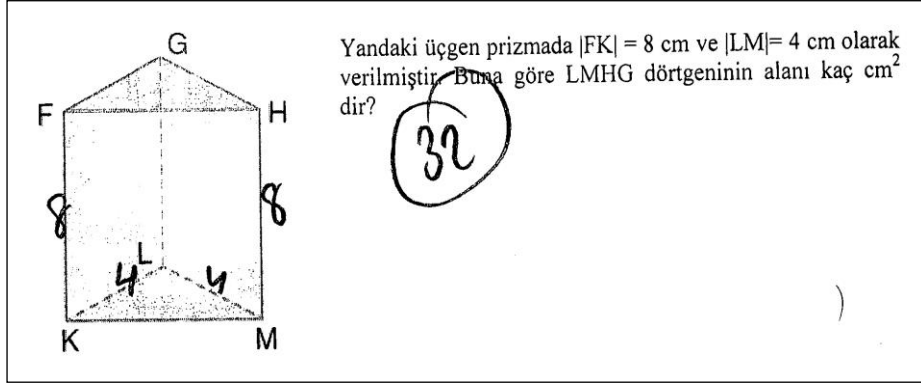 G
Yandaki üçgen prizmada |FK| = 8 cm ve |LM|= 4 cm olarak
verilmiştir. Buna göre LMHG dörtgeninin alanı kaç cm²
dir?
F
H
32
8
8
L
4
4
K
M
)